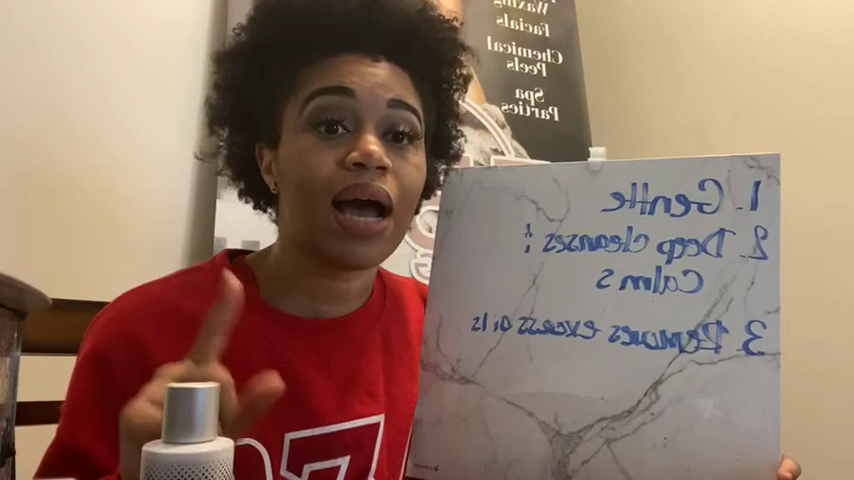 Waxing
Facials
Chemical
Peels
Spa
Parties
1. Gentle
2. Deep cleanses &
Calms
3. Removes excess oils